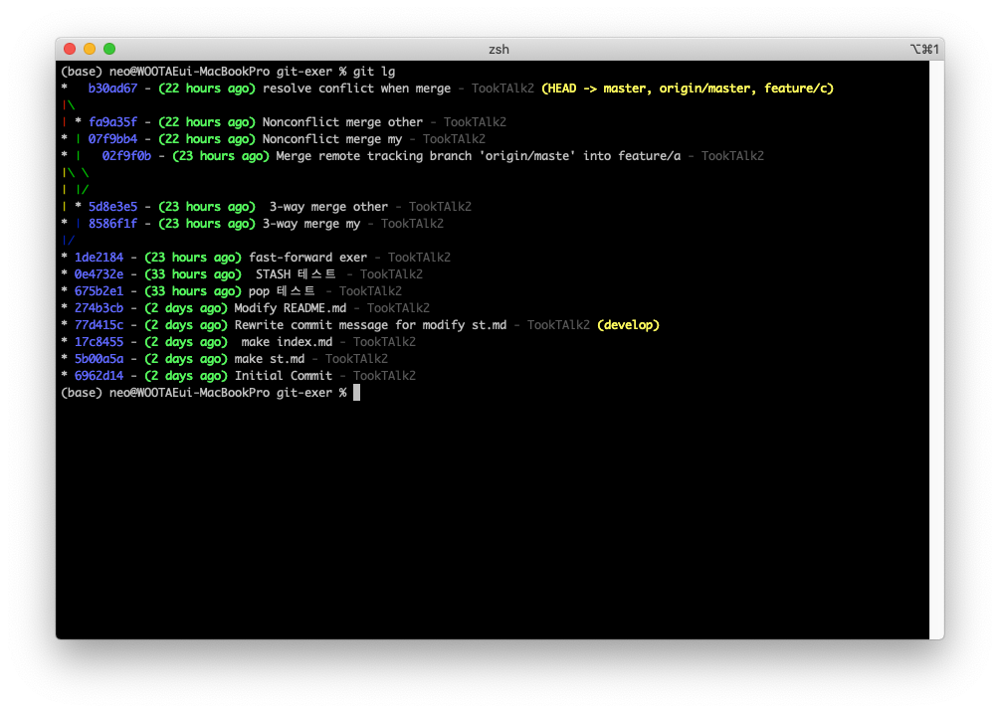 zsh
⌥⌘1
(base) neo@WOOTAEui-MacBookPro git-exer % git lg
*   b30ad67 - (22 hours ago) resolve conflict when merge - TookTAlk2 (HEAD -> master, origin/master, feature/c)
|\
| * fa9a35f - (22 hours ago) Nonconflict merge other - TookTAlk2
* | 07f9bb4 - (22 hours ago) Nonconflict merge my - TookTAlk2
* |   02f9f0b - (23 hours ago) Merge remote tracking branch 'origin/maste' into feature/a - TookTAlk2
|\ \
| |/
| * 5d8e3e5 - (23 hours ago)  3-way merge other - TookTAlk2
* | 8586f1f - (23 hours ago) 3-way merge my - TookTAlk2
|/
* 1de2184 - (23 hours ago) fast-forward exer - TookTAlk2
* 0e4732e - (33 hours ago)  STASH 테스트 - TookTAlk2
* 675b2e1 - (33 hours ago) pop 테스트 - TookTAlk2
* 274b3cb - (2 days ago) Modify README.md - TookTAlk2
* 77d415c - (2 days ago) Rewrite commit message for modify st.md - TookTAlk2 (develop)
* 17c8455 - (2 days ago)  make index.md - TookTAlk2
* 5b00a5a - (2 days ago) make st.md - TookTAlk2
* 6962d14 - (2 days ago) Initial Commit - TookTAlk2
(base) neo@WOOTAEui-MacBookPro git-exer %